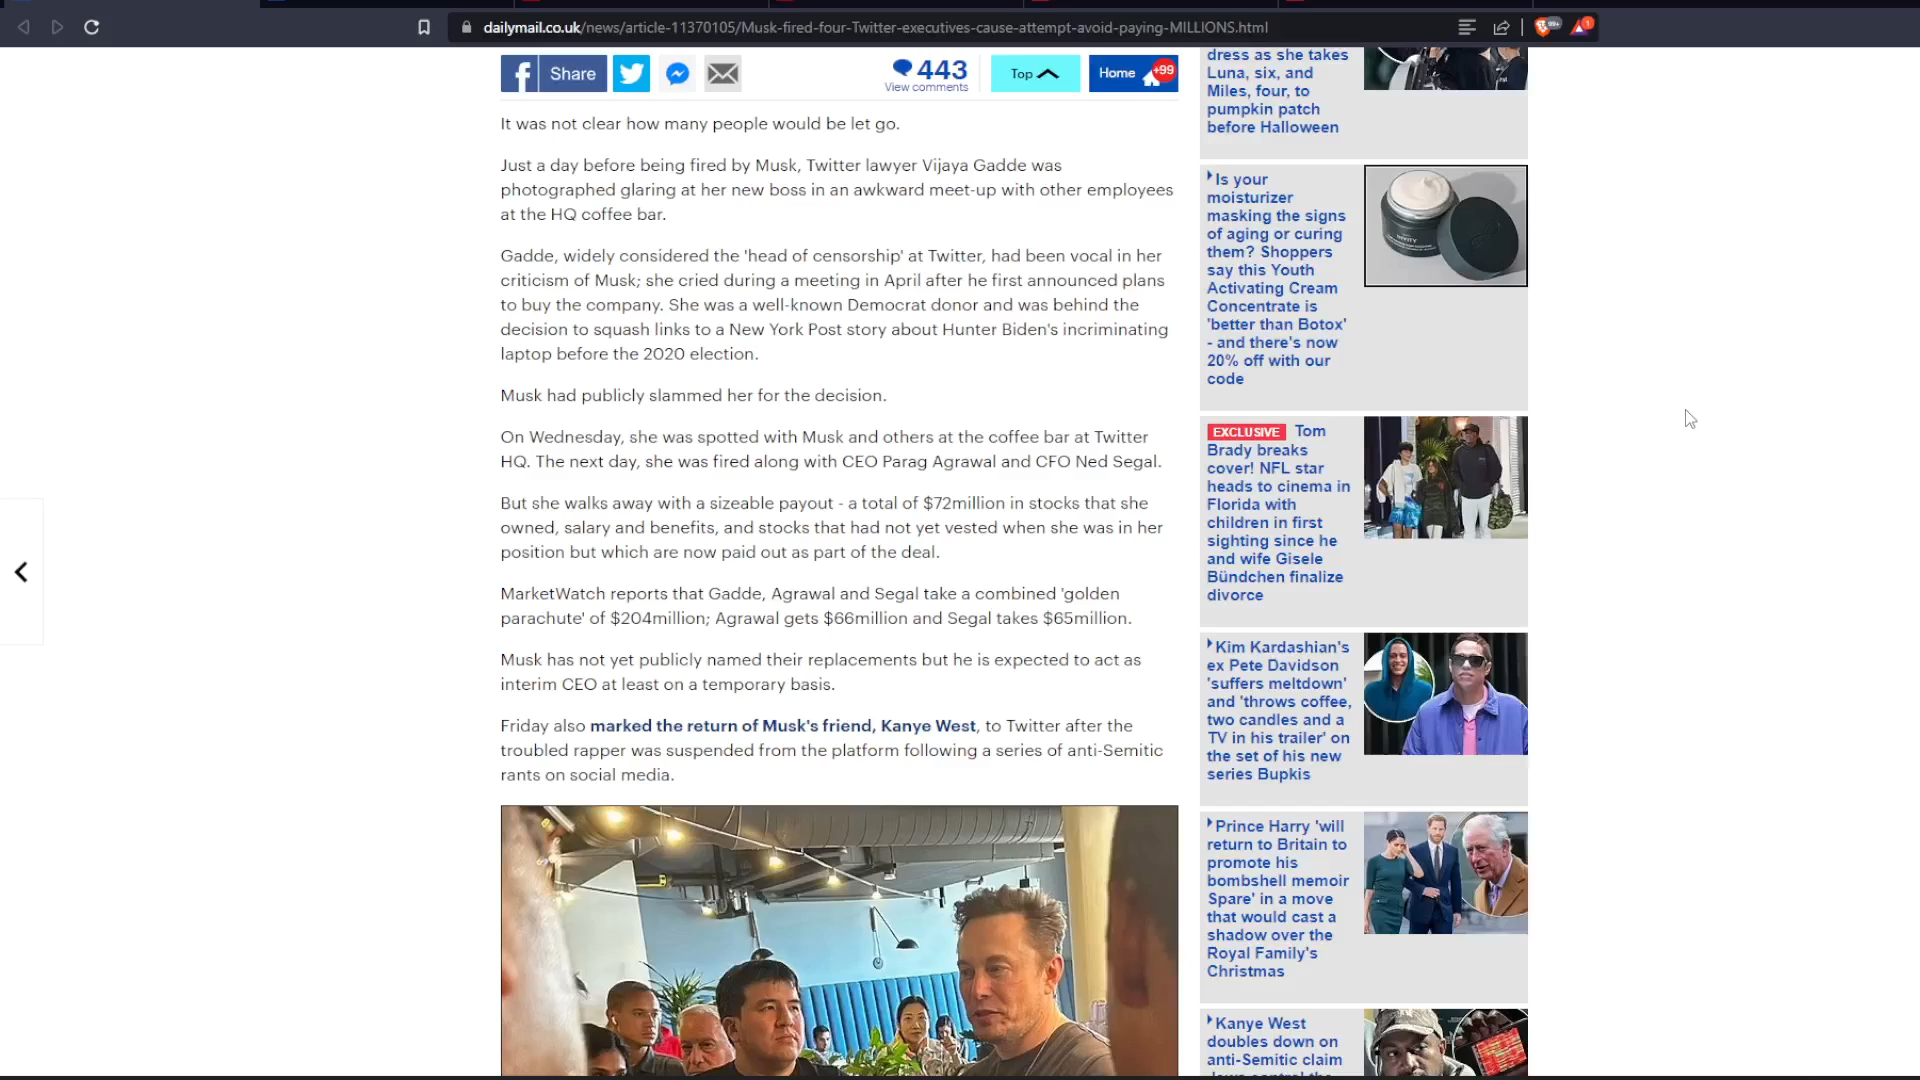 dailymail.co.uk/news/article-11370105/Musk-fired-four-Twitter-executives-cause-attempt-avoid-paying-MILLIONS.html
99+
1
Share
443
View comments
Top
Home
+99
It was not clear how many people would be let go.
Just a day before being fired by Musk, Twitter lawyer Vijaya Gadde was
photographed glaring at her new boss in an awkward meet-up with other employees
at the HQ coffee bar.
Gadde, widely considered the 'head of censorship' at Twitter, had been vocal in her
criticism of Musk; she cried during a meeting in April after he first announced plans
to buy the company. She was a well-known Democrat donor and was behind the
decision to squash links to a New York Post story about Hunter Biden's incriminating
laptop before the 2020 election.
Musk had publicly slammed her for the decision.
On Wednesday, she was spotted with Musk and others at the coffee bar at Twitter
HQ. The next day, she was fired along with CEO Parag Agrawal and CFO Ned Segal.
But she walks away with a sizeable payout - a total of $72million in stocks that she
owned, salary and benefits, and stocks that had not yet vested when she was in her
position but which are now paid out as part of the deal.
MarketWatch reports that Gadde, Agrawal and Segal take a combined 'golden
parachute' of $204million; Agrawal gets $66million and Segal takes $65million.
Musk has not yet publicly named their replacements but he is expected to act as
interim CEO at least on a temporary basis.
Friday also marked the return of Musk's friend, Kanye West, to Twitter after the
troubled rapper was suspended from the platform following a series of anti-Semitic
rants on social media.
dress as she takes
Luna, six, and
Miles, four, to
pumpkin patch
before Halloween
Is your
moisturizer
masking the signs
of aging or curing
them? Shoppers
say this Youth
Activating Cream
Concentrate is
'better than Botox'
- and there's now
20% off with our
code
EXCLUSIVE Tom
Brady breaks
cover! NFL star
heads to cinema in
Florida with
children in first
sighting since he
and wife Gisele
Bündchen finalize
divorce
Kim Kardashian's
ex Pete Davidson
'suffers meltdown'
and 'throws coffee,
two candles and a
TV in his trailer' on
the set of his new
series Bupkis
Prince Harry 'will
return to Britain to
promote his
bombshell memoir
Spare' in a move
that would cast a
shadow over the
Royal Family's
Christmas
Kanye West
doubles down on
anti-Semitic claim